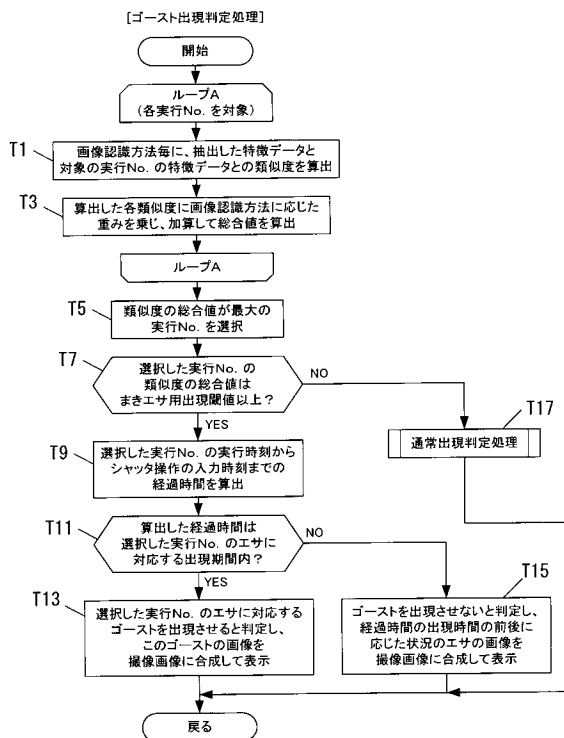 [ゴースト出現判定処理]
開始
ループA
(各実行No. を対象)
T1
画像認識方法毎に、抽出した特徴データと
対象の実行No. の特徴データとの類似度を算出
T3
算出した各類似度に画像認識方法に応じた
重みを乗じ、加算して総合値を算出
ループA
T5
類似度の総合値が最大の
実行No. を選択
T7
選択した実行No. の
類似度の総合値は
まきエサ用出現閾値以上?
NO
YES
T17
通常出現判定処理
T9
選択した実行No. の実行時刻から
シャッタ操作の入力時刻までの
経過時間を算出
T11
算出した経過時間は
選択した実行No. のエサに
対応する出現期間内?
NO
YES
T13
選択した実行No. のエサに対応する
ゴーストを出現させると判定し、
このゴーストの画像を
撮像画像に合成して表示
T15
ゴーストを出現させないと判定し、
経過時間の出現時間の前後に
応じた状況のエサの画像を
撮像画像に合成して表示
戻る